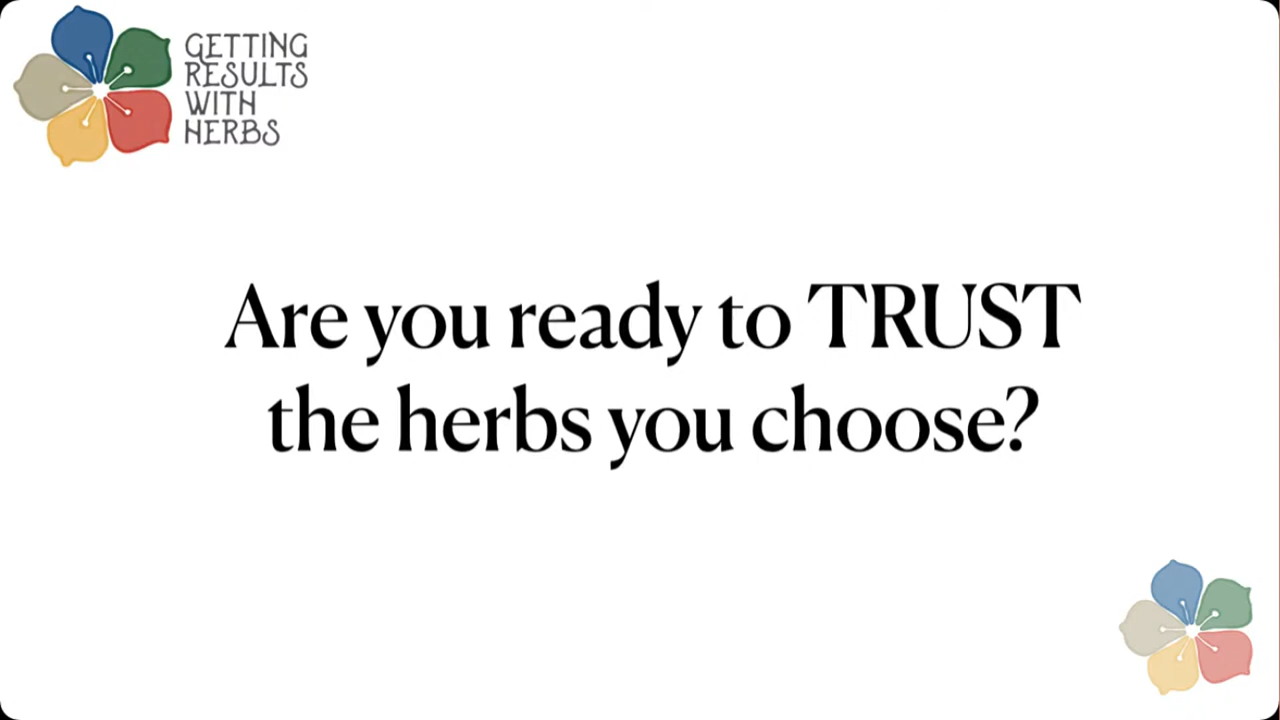 GETTING
RESULTS
WITH
HERBS
Are you ready to TRUST
the herbs you choose?